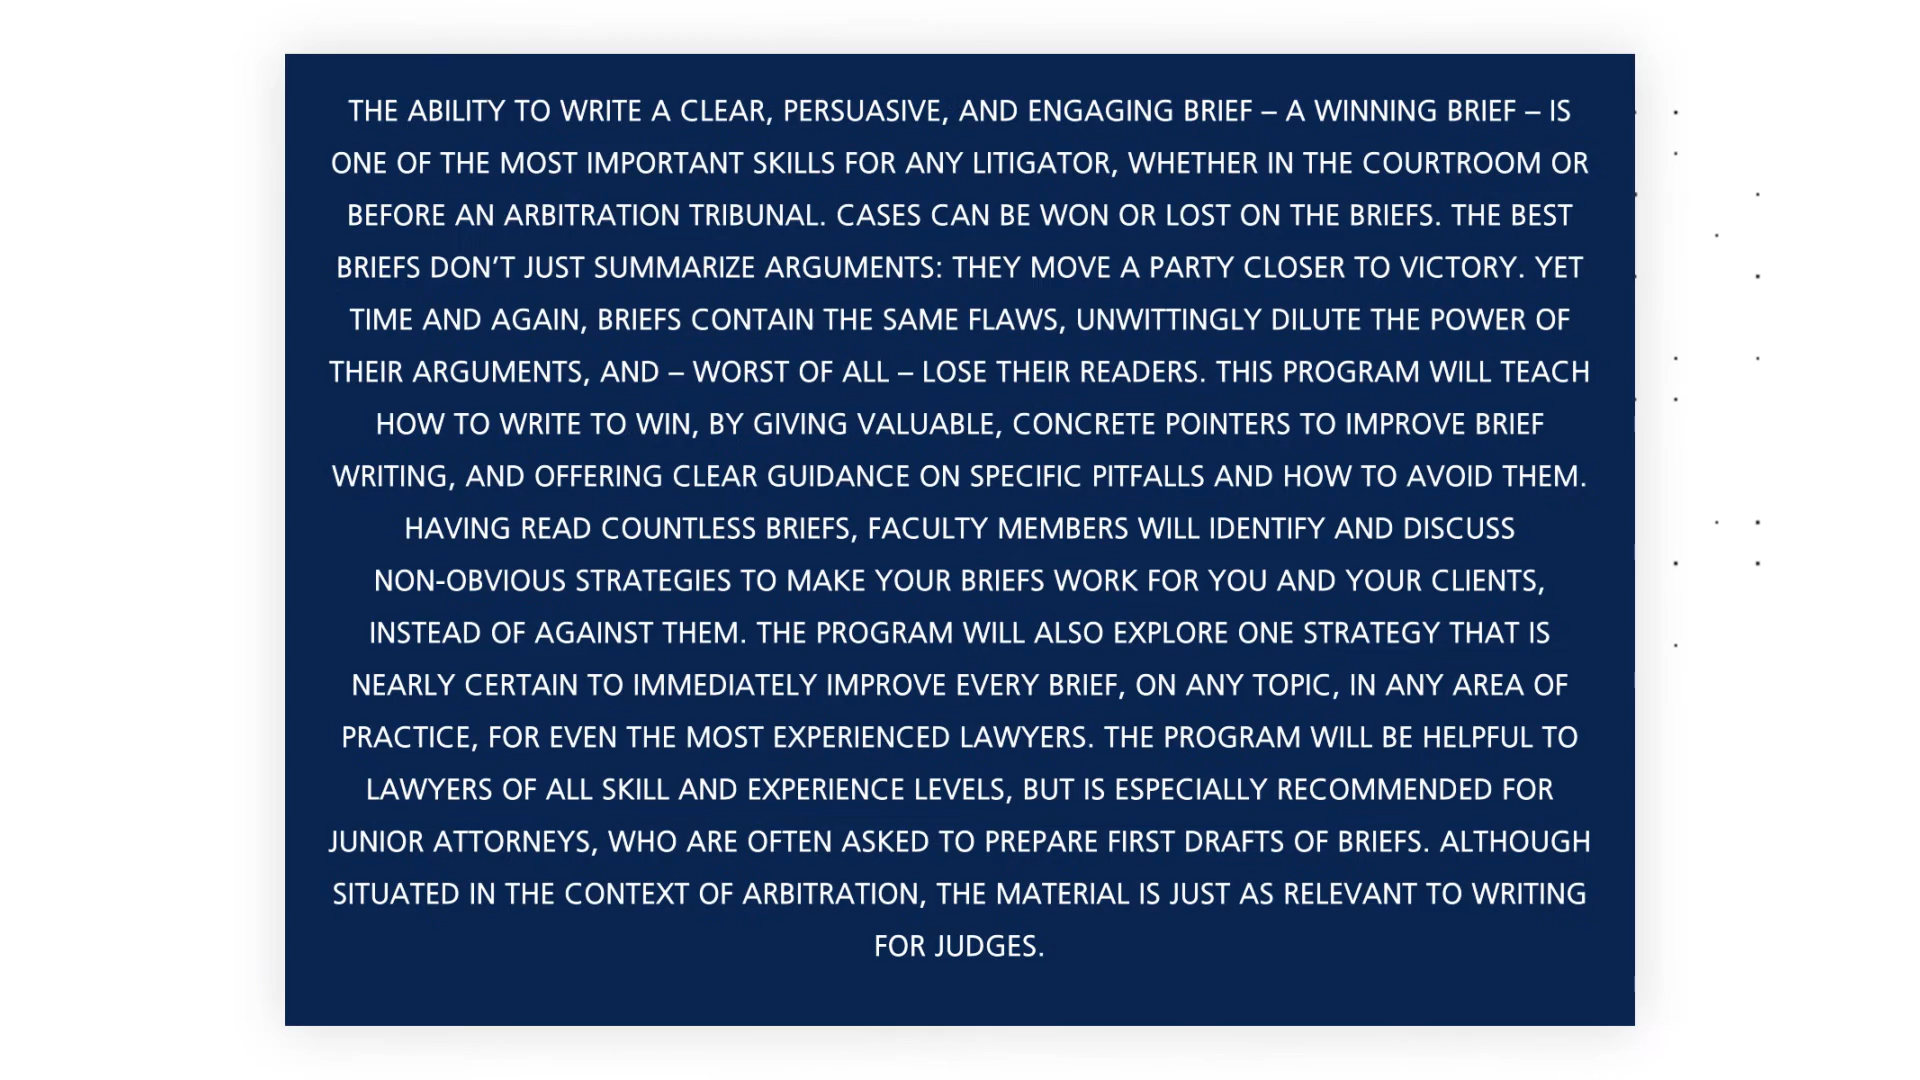 THE ABILITY TO WRITE A CLEAR, PERSUASIVE, AND ENGAGING BRIEF – A WINNING BRIEF – IS
ONE OF THE MOST IMPORTANT SKILLS FOR ANY LITIGATOR, WHETHER IN THE COURTROOM OR
BEFORE AN ARBITRATION TRIBUNAL. CASES CAN BE WON OR LOST ON THE BRIEFS. THE BEST
BRIEFS DON’T JUST SUMMARIZE ARGUMENTS: THEY MOVE A PARTY CLOSER TO VICTORY. YET
TIME AND AGAIN, BRIEFS CONTAIN THE SAME FLAWS, UNWITTINGLY DILUTE THE POWER OF
THEIR ARGUMENTS, AND – WORST OF ALL – LOSE THEIR READERS. THIS PROGRAM WILL TEACH
HOW TO WRITE TO WIN, BY GIVING VALUABLE, CONCRETE POINTERS TO IMPROVE BRIEF
WRITING, AND OFFERING CLEAR GUIDANCE ON SPECIFIC PITFALLS AND HOW TO AVOID THEM.
HAVING READ COUNTLESS BRIEFS, FACULTY MEMBERS WILL IDENTIFY AND DISCUSS
NON-OBVIOUS STRATEGIES TO MAKE YOUR BRIEFS WORK FOR YOU AND YOUR CLIENTS,
INSTEAD OF AGAINST THEM. THE PROGRAM WILL ALSO EXPLORE ONE STRATEGY THAT IS
NEARLY CERTAIN TO IMMEDIATELY IMPROVE EVERY BRIEF, ON ANY TOPIC, IN ANY AREA OF
PRACTICE, FOR EVEN THE MOST EXPERIENCED LAWYERS. THE PROGRAM WILL BE HELPFUL TO
LAWYERS OF ALL SKILL AND EXPERIENCE LEVELS, BUT IS ESPECIALLY RECOMMENDED FOR
JUNIOR ATTORNEYS, WHO ARE OFTEN ASKED TO PREPARE FIRST DRAFTS OF BRIEFS. ALTHOUGH
SITUATED IN THE CONTEXT OF ARBITRATION, THE MATERIAL IS JUST AS RELEVANT TO WRITING
FOR JUDGES.